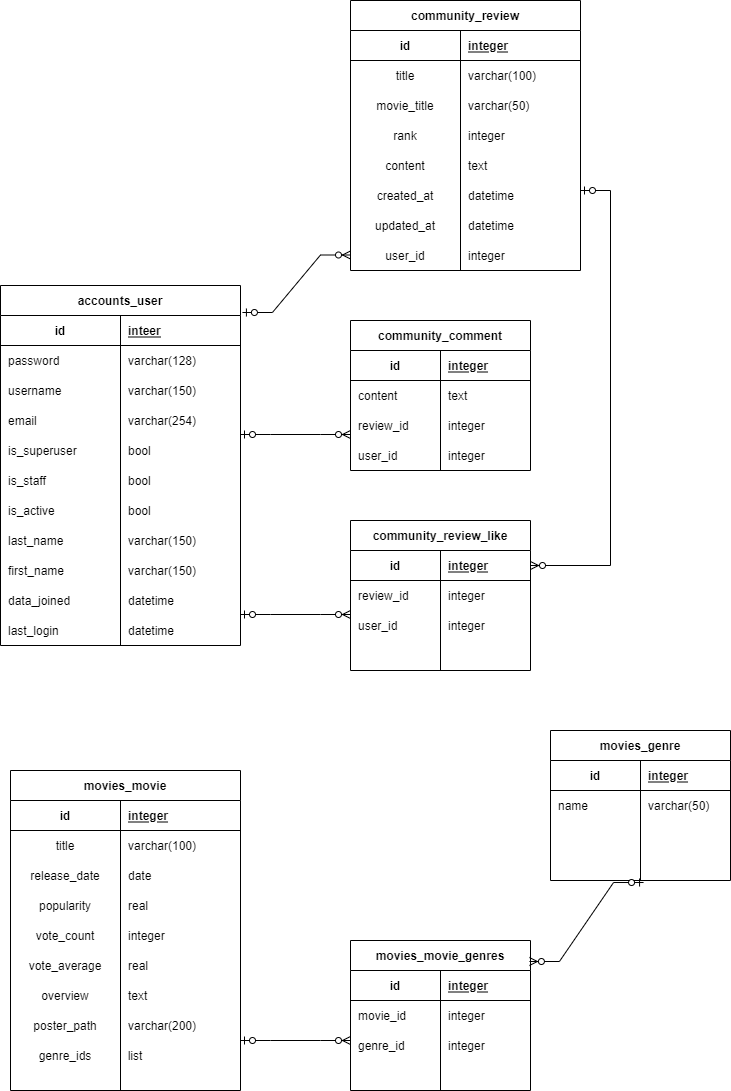 community_review
id integer
title varchar(100)
movie_title varchar(50)
rank integer
content text
created_at datetime
updated_at datetime
user_id integer
accounts_user
id inteer
password varchar(128)
username varchar(150)
email varchar(254)
is_superuser bool
is_staff bool
is_active bool
last_name varchar(150)
first_name varchar(150)
data_joined datetime
last_login datetime
community_comment
id integer
content text
review_id integer
user_id integer
community_review_like
id integer
review_id integer
user_id integer
movies_genre
id integer
name varchar(50)
movies_movie
id integer
title varchar(100)
release_date date
popularity real
vote_count integer
vote_average real
overview text
poster_path varchar(200)
genre_ids list
movies_movie_genres
id integer
movie_id integer
genre_id integer